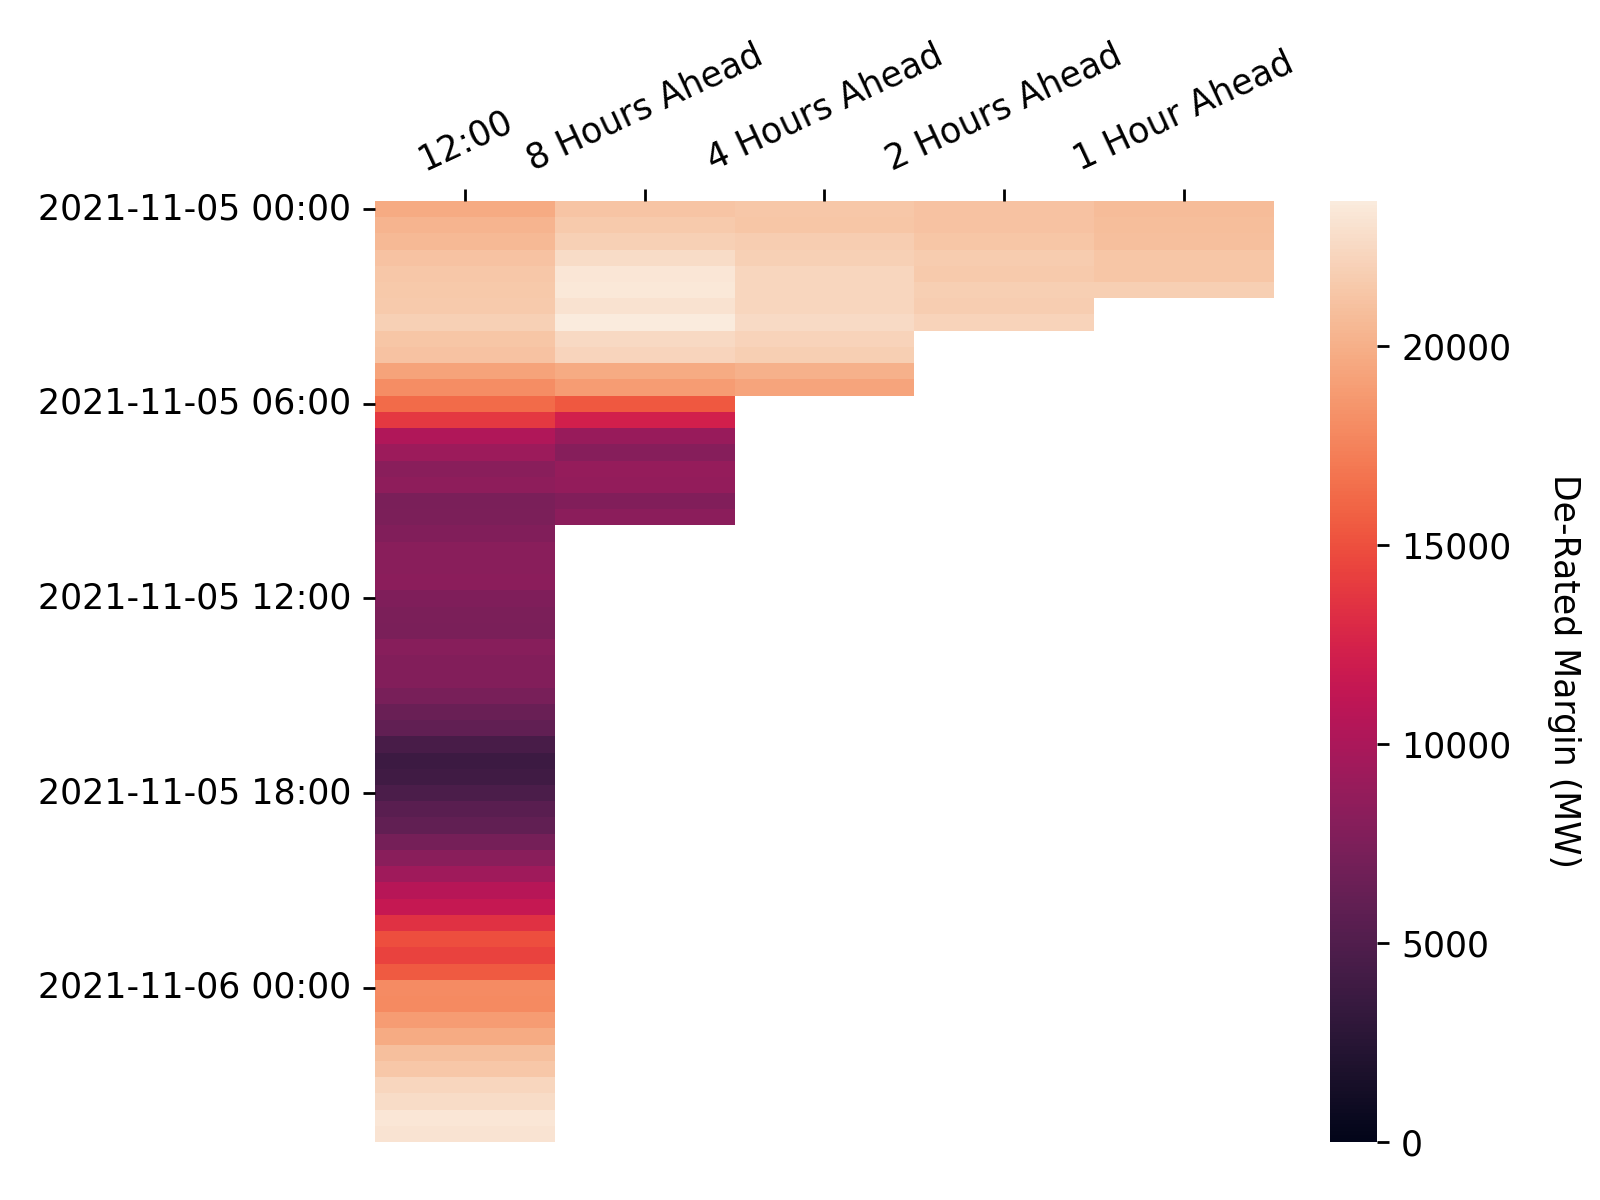 12:00
8 Hours Ahead
4 Hours Ahead
2 Hours Ahead
1 Hour Ahead
2021-11-05 00:00
2021-11-05 06:00
2021-11-05 12:00
2021-11-05 18:00
2021-11-06 00:00
20000
15000
10000
5000
0
De-Rated Margin (MW)